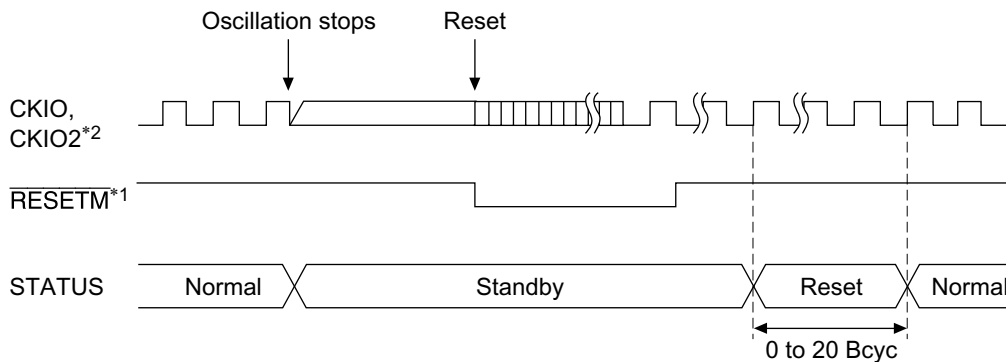 Oscillation stops Reset
CKIO,
CKIO2*2
RESETM*1
STATUS Normal Standby Reset Normal
0 to 20 Bcyc